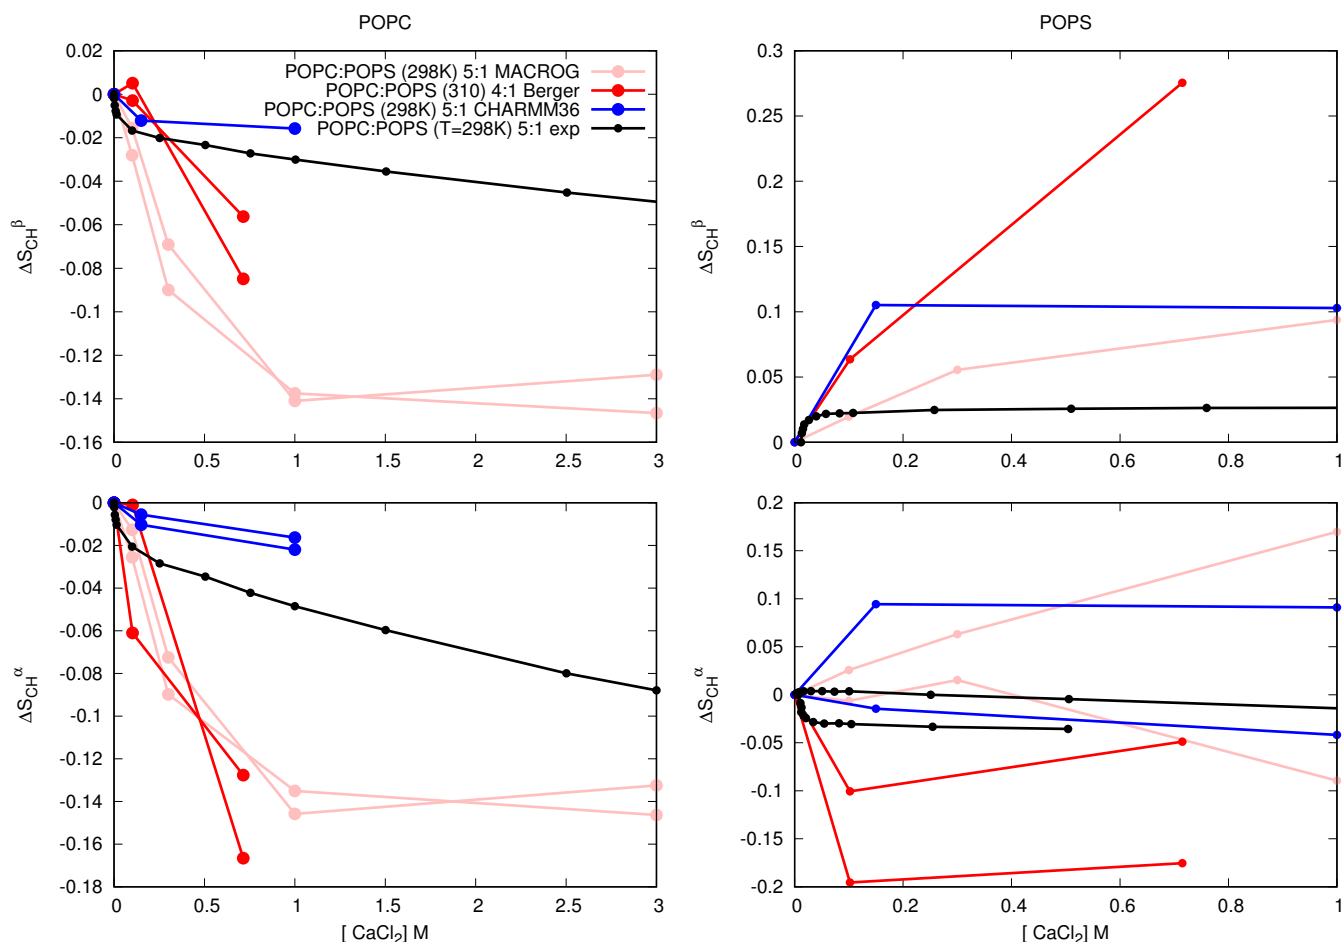 POPC
POPS
0.02
0
-0.02
-0.04
-0.06
-0.08
-0.1
-0.12
-0.14
-0.16
ΔS_CH^β
POPC:POPS (298K) 5:1 MACROG
POPC:POPS (310) 4:1 Berger
POPC:POPS (298K) 5:1 CHARMM36
POPC:POPS (T=298K) 5:1 exp
0 0.5 1 1.5 2 2.5 3
0.3
0.25
0.2
0.15
0.1
0.05
0
ΔS_CH^β
0 0.2 0.4 0.6 0.8 1
0
-0.02
-0.04
-0.06
-0.08
-0.1
-0.12
-0.14
-0.16
-0.18
ΔS_CH^α
0 0.5 1 1.5 2 2.5 3
[ CaCl₂] M
0.2
0.15
0.1
0.05
0
-0.05
-0.1
-0.15
-0.2
ΔS_CH^α
0 0.2 0.4 0.6 0.8 1
[ CaCl₂] M